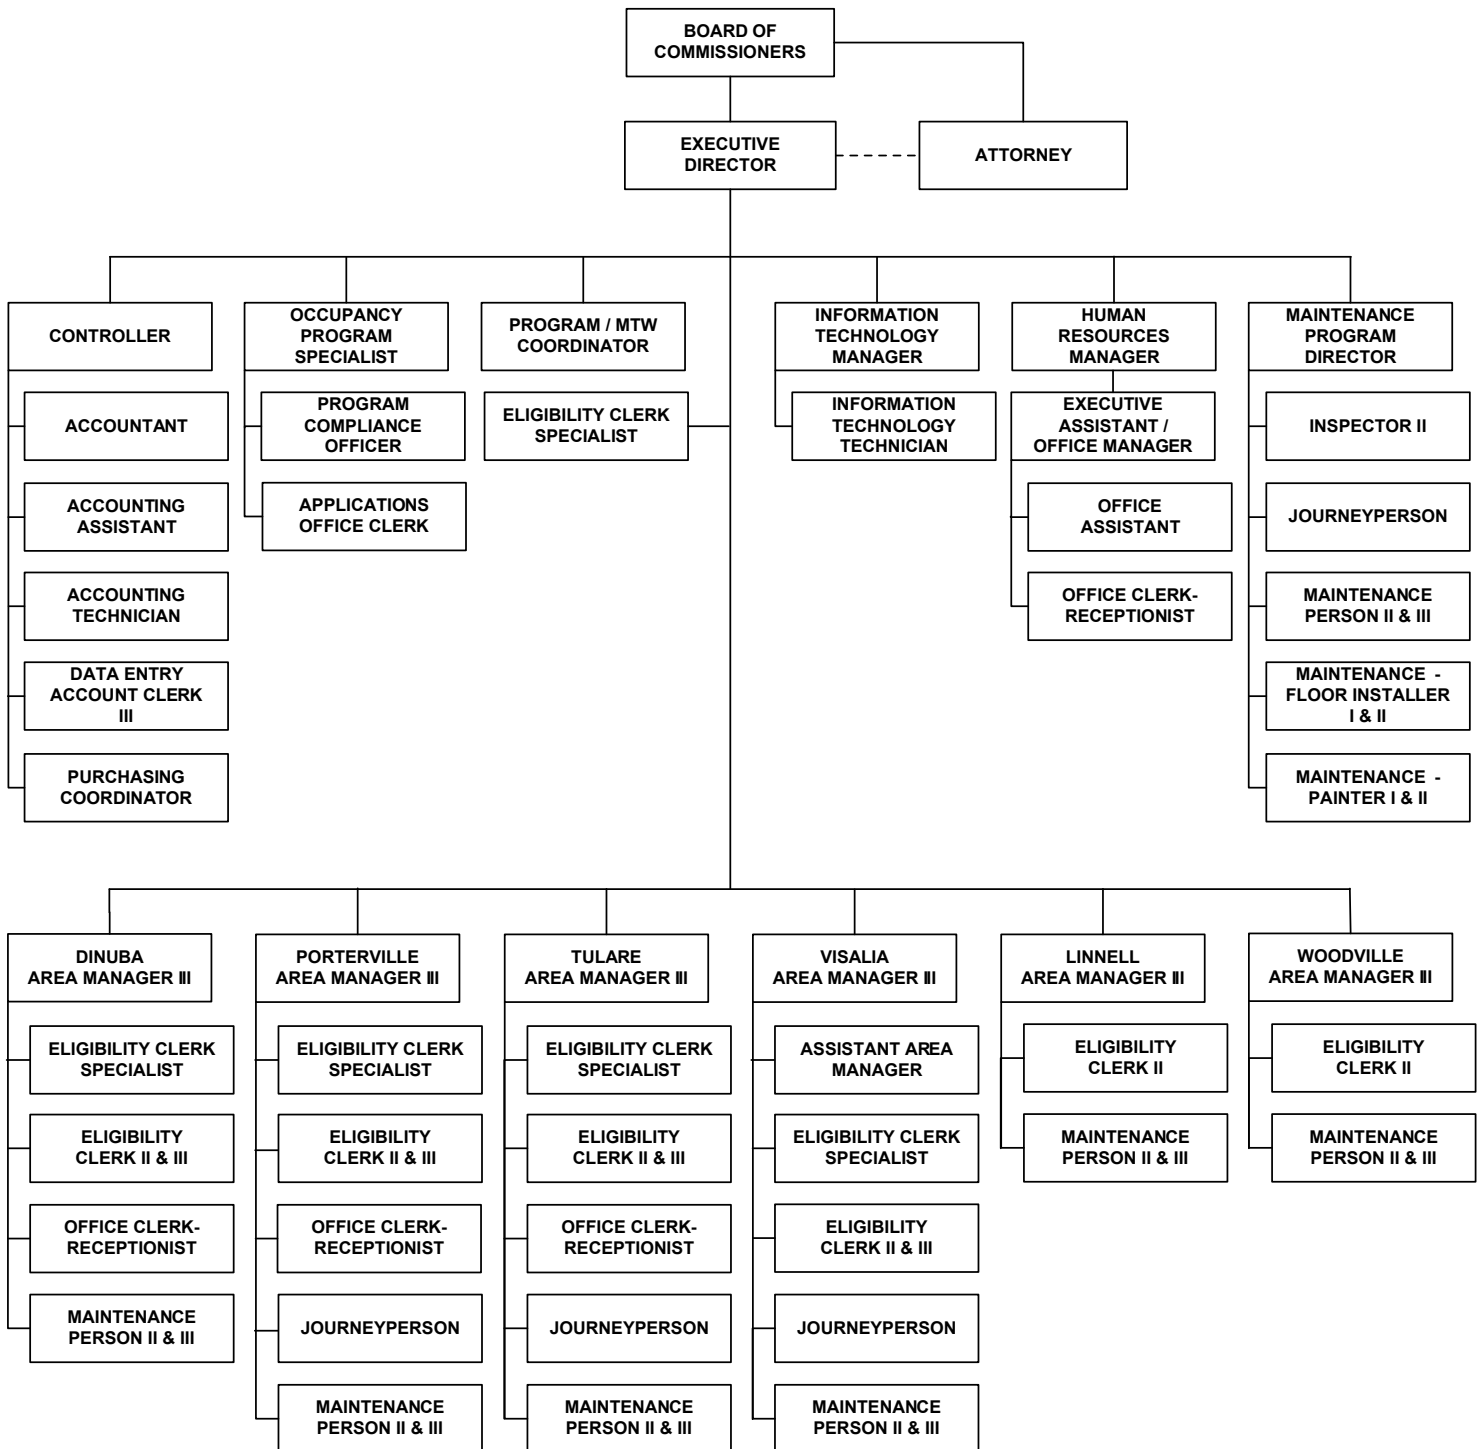 BOARD OF
COMMISSIONERS
EXECUTIVE
DIRECTOR
ATTORNEY
CONTROLLER
ACCOUNTANT
ACCOUNTING
ASSISTANT
ACCOUNTING
TECHNICIAN
DATA ENTRY
ACCOUNT CLERK
III
PURCHASING
COORDINATOR
OCCUPANCY
PROGRAM
SPECIALIST
PROGRAM
COMPLIANCE
OFFICER
APPLICATIONS
OFFICE CLERK
PROGRAM / MTW
COORDINATOR
ELIGIBILITY CLERK
SPECIALIST
INFORMATION
TECHNOLOGY
MANAGER
INFORMATION
TECHNOLOGY
TECHNICIAN
HUMAN
RESOURCES
MANAGER
EXECUTIVE
ASSISTANT /
OFFICE MANAGER
OFFICE
ASSISTANT
OFFICE CLERK-
RECEPTIONIST
MAINTENANCE
PROGRAM
DIRECTOR
INSPECTOR II
JOURNEYPERSON
MAINTENANCE
PERSON II & III
MAINTENANCE -
FLOOR INSTALLER
I & II
MAINTENANCE -
PAINTER I & II
DINUBA
AREA MANAGER III
ELIGIBILITY CLERK
SPECIALIST
ELIGIBILITY
CLERK II & III
OFFICE CLERK-
RECEPTIONIST
MAINTENANCE
PERSON II & III
PORTERVILLE
AREA MANAGER III
ELIGIBILITY CLERK
SPECIALIST
ELIGIBILITY
CLERK II & III
OFFICE CLERK-
RECEPTIONIST
JOURNEYPERSON
MAINTENANCE
PERSON II & III
TULARE
AREA MANAGER III
ELIGIBILITY CLERK
SPECIALIST
ELIGIBILITY
CLERK II & III
OFFICE CLERK-
RECEPTIONIST
JOURNEYPERSON
MAINTENANCE
PERSON II & III
VISALIA
AREA MANAGER III
ASSISTANT AREA
MANAGER
ELIGIBILITY CLERK
SPECIALIST
ELIGIBILITY
CLERK II & III
JOURNEYPERSON
MAINTENANCE
PERSON II & III
LINNELL
AREA MANAGER III
ELIGIBILITY
CLERK II
MAINTENANCE
PERSON II & III
WOODVILLE
AREA MANAGER III
ELIGIBILITY
CLERK II
MAINTENANCE
PERSON II & III